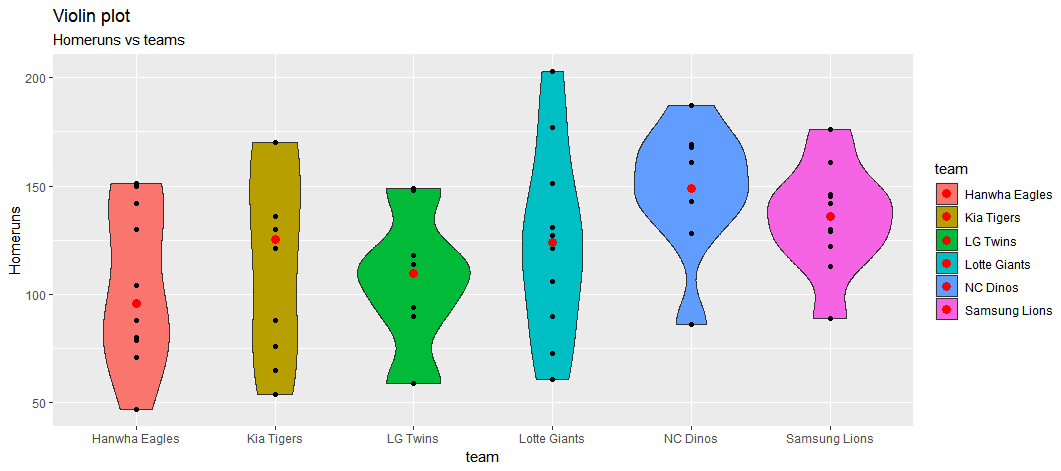 Violin plot
Homeruns vs teams
200
150
100
50
Homeruns
Hanwha Eagles
Kia Tigers
LG Twins
Lotte Giants
NC Dinos
Samsung Lions
team
team
Hanwha Eagles
Kia Tigers
LG Twins
Lotte Giants
NC Dinos
Samsung Lions